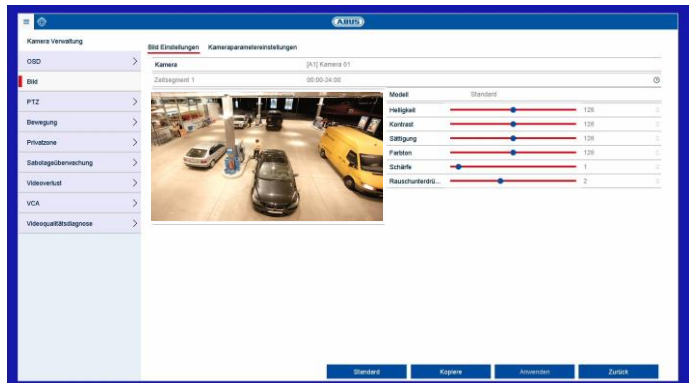 ABUS
Kamera Verwaltung
Bild Einstellungen Kameraparametereinstellungen
OSD
Kamera [A1] Kamera 01
Bild
Zeitsegment 1 00:00-24:00
PTZ
Modell Standard
Bewegung
Helligkeit 128
Privatzone
Kontrast 128
Sabotageüberwachung
Sättigung 128
Videoverlust
Farbton 128
VCA
Schärfe 1
Videoqualitätsdiagnose
Rauschunterdrü... 2
Standard Kopiere Anwenden Zurück